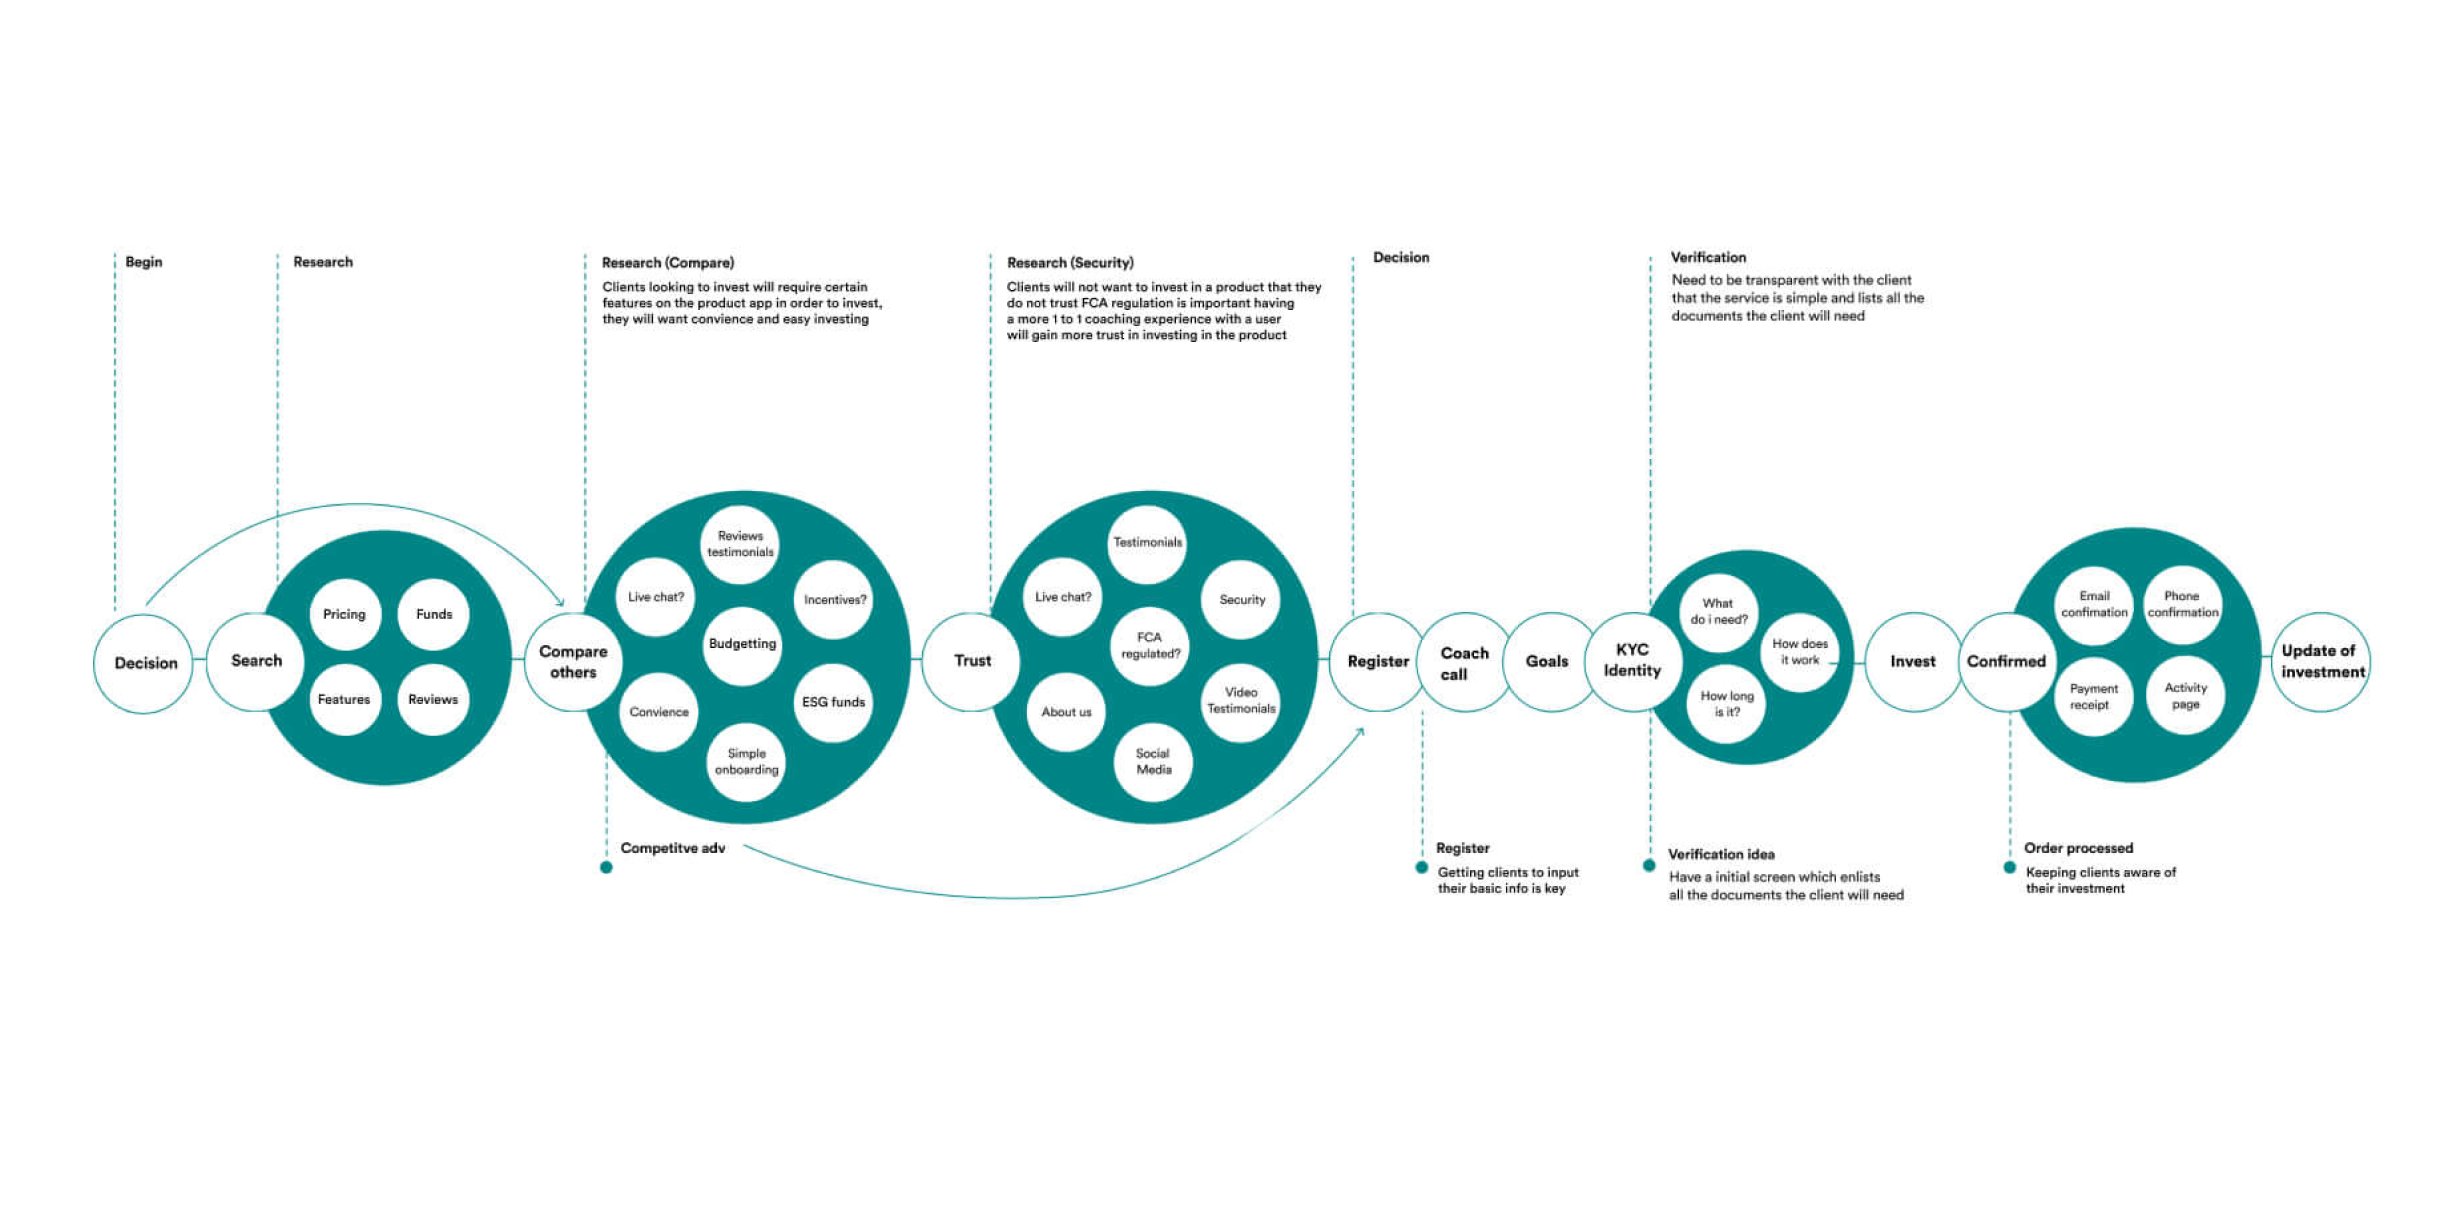 Begin
Research
Research (Compare)
Clients looking to invest will require certain
features on the product app in order to invest,
they will want convience and easy investing
Research (Security)
Clients will not want to invest in a product that they
do not trust FCA regulation is important having
a more 1 to 1 coaching experience with a user
will gain more trust in investing in the product
Decision
Verification
Need to be transparent with the client
that the service is simple and lists all the
documents the client will need
Decision
Search
Pricing
Funds
Features
Reviews
Compare
others
Reviews
testimonials
Live chat?
Incentives?
Budgetting
Convience
ESG funds
Simple
onboarding
Trust
Testimonials
Live chat?
Security
FCA
regulated?
About us
Video
Testimonials
Social
Media
Register
Coach
call
Goals
KYC
Identity
What
do i need?
How does
it work
How long
is it?
Invest
Confirmed
Email
confimation
Phone
confirmation
Payment
receipt
Activity
page
Update of
investment
Competitve adv
Register
Getting clients to input
their basic info is key
Verification idea
Have a initial screen which enlists
all the documents the client will need
Order processed
Keeping clients aware of
their investment